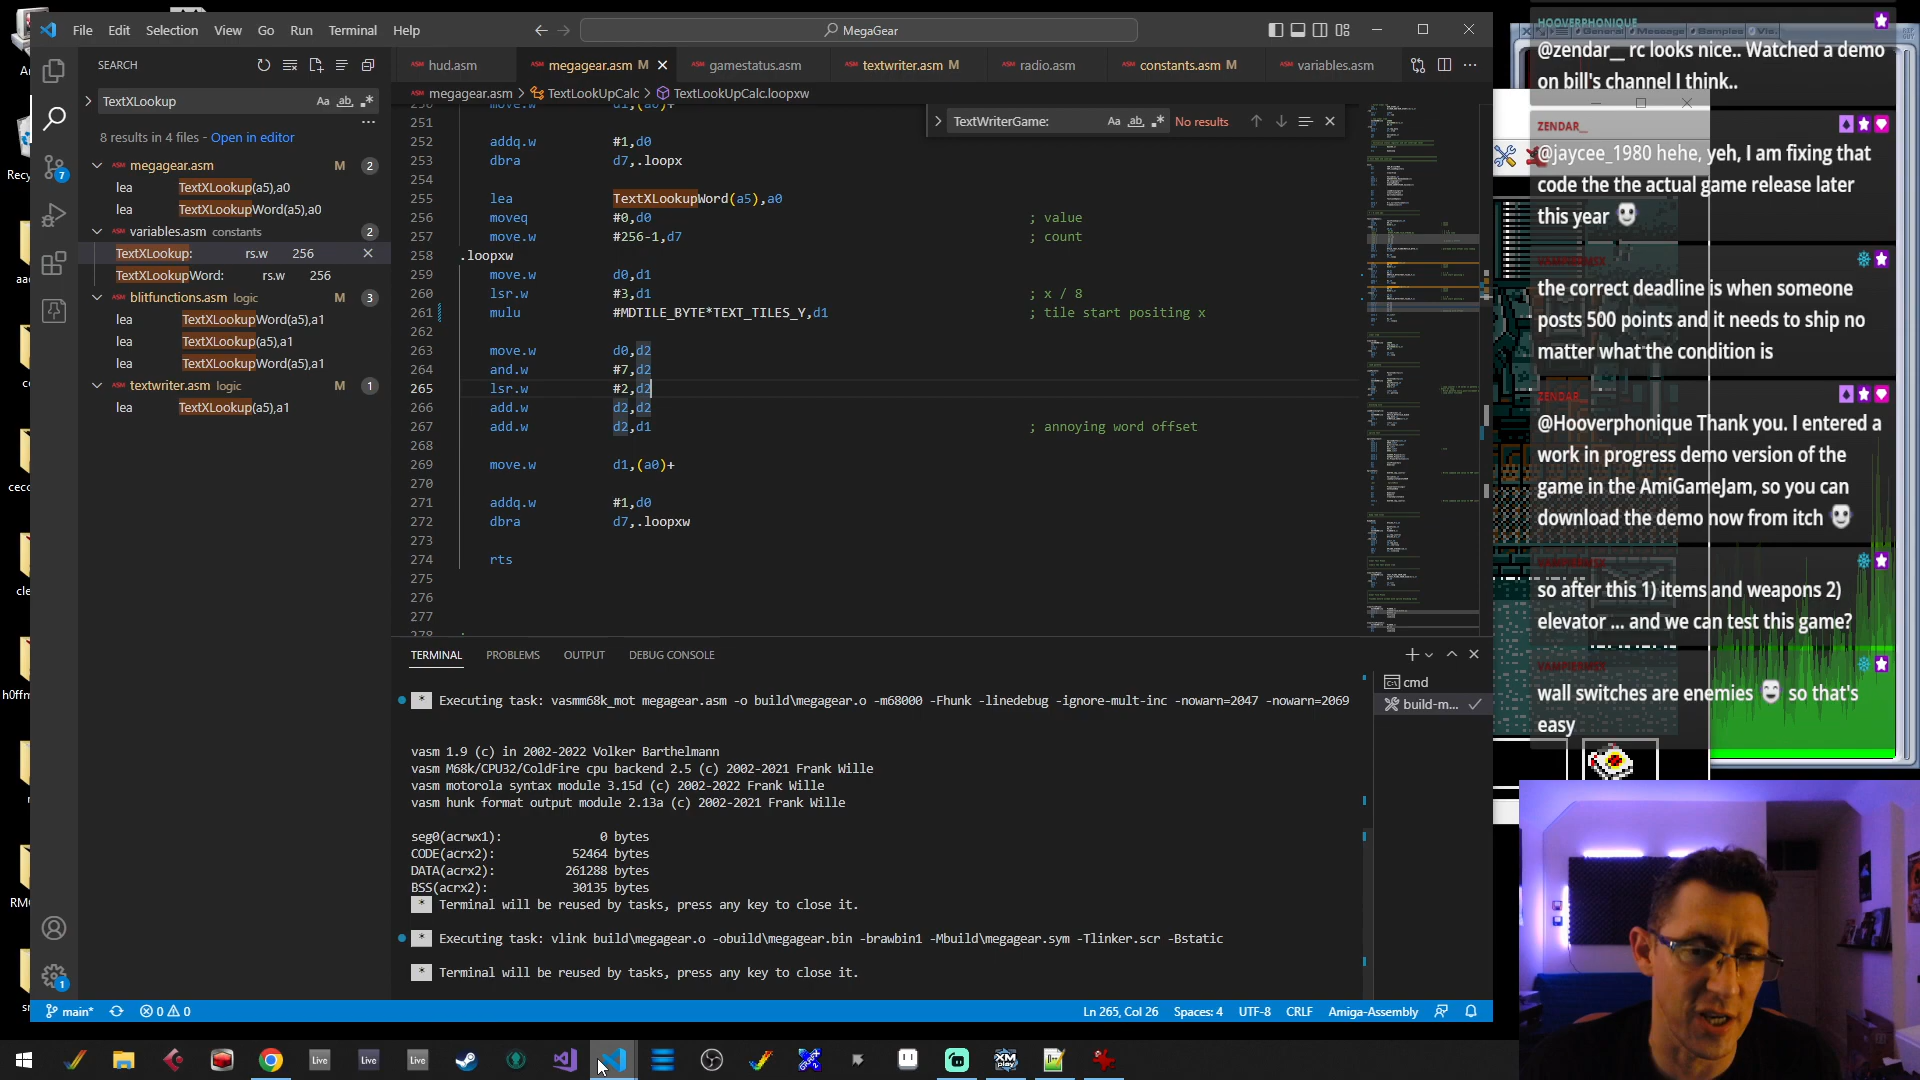 File Edit Selection View Go Run Terminal Help
MegaGear
SEARCH
hud.asm
megagear.asm M
gamestatus.asm
textwriter.asm M
radio.asm
constants.asm M
variables.asm
TextXLookup
Aa ab
megagear.asm > TextLookUpCalc > TextLookUpCalc.loopxw
TextWriterGame:
Aa ab
No results
8 results in 4 files - Open in editor
megagear.asm M 2
lea TextXLookup(a5),a0
lea TextXLookupWord(a5),a0
variables.asm constants 2
TextXLookup: rs.w 256
TextXLookupWord: rs.w 256
blitfunctions.asm logic M 3
lea TextXLookupWord(a5),a1
lea TextXLookup(a5),a1
lea TextXLookupWord(a5),a1
textwriter.asm logic M 1
lea TextXLookup(a5),a1
250 move.w d1,(a0)+
251
252 addq.w #1,d0
253 dbra d7,.loopx
254
255 lea TextXLookupWord(a5),a0
256 moveq #0,d0 ; value
257 move.w #256-1,d7 ; count
258 .loopxw
259 move.w d0,d1
260 lsr.w #3,d1 ; x / 8
261 mulu #MDTILE_BYTE*TEXT_TILES_Y,d1 ; tile start positing x
262
263 move.w d0,d2
264 and.w #7,d2
265 lsr.w #2,d2
266 add.w d2,d2
267 add.w d2,d1 ; annoying word offset
268
269 move.w d1,(a0)+
270
271 addq.w #1,d0
272 dbra d7,.loopxw
273
274 rts
275
276
277
278
TERMINAL PROBLEMS OUTPUT DEBUG CONSOLE
cmd
build-m...
* Executing task: vasmm68k_mot megagear.asm -o build\megagear.o -m68000 -Fhunk -linedebug -ignore-mult-inc -nowarn=2047 -nowarn=2069
vasm 1.9 (c) in 2002-2022 Volker Barthelmann
vasm M68k/CPU32/ColdFire cpu backend 2.5 (c) 2002-2021 Frank Wille
vasm motorola syntax module 3.15d (c) 2002-2022 Frank Wille
vasm hunk format output module 2.13a (c) 2002-2021 Frank Wille
seg0(acrwx1): 0 bytes
CODE(acrx2): 52464 bytes
DATA(acrx2): 261288 bytes
BSS(acrx2): 30135 bytes
* Terminal will be reused by tasks, press any key to close it.
* Executing task: vlink build\megagear.o -obuild\megagear.bin -brawbin1 -Mbuild\megagear.sym -Tlinker.scr -Bstatic
* Terminal will be reused by tasks, press any key to close it.
main* 0 0
Ln 265, Col 26 Spaces: 4 UTF-8 CRLF Amiga-Assembly
7
1
HOOVERPHONIQUE
@zendar__ rc looks nice.. Watched a demo
on bill's channel I think..
ZENDAR__
@jaycee_1980 hehe, yeh, I am fixing that
code the the actual game release later
this year
the correct deadline is when someone
posts 500 points and it needs to ship no
matter what the condition is
ZENDAR__
@Hooverphonique Thank you. I entered a
work in progress demo version of the
game in the AmiGameJam, so you can
download the demo now from itch
so after this 1) items and weapons 2)
elevator ... and we can test this game?
wall switches are enemies so that's
easy
Live Live Live